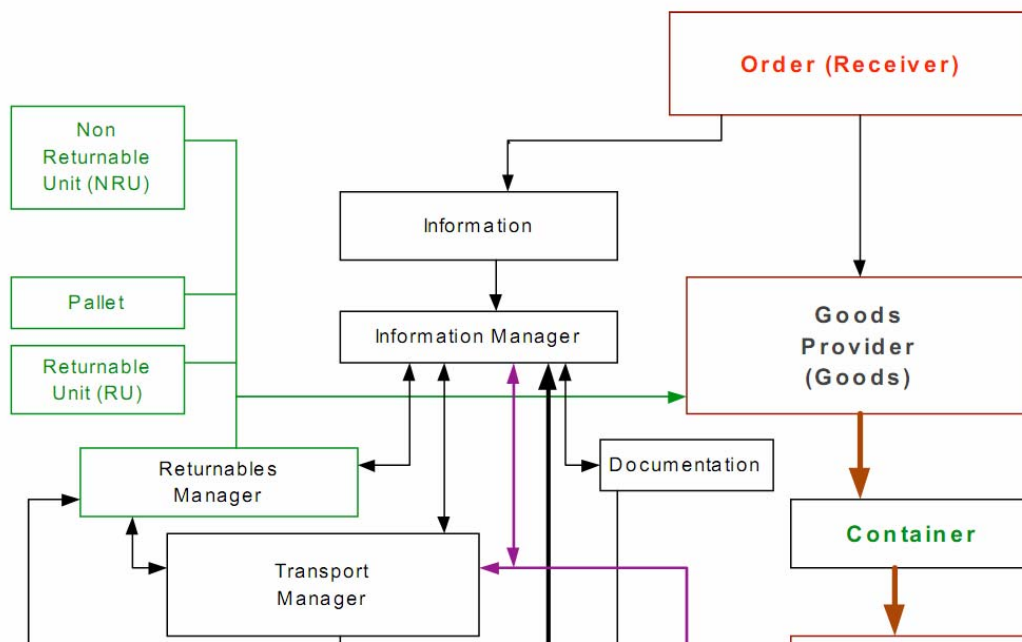 Order (Receiver)
Non
Returnable
Unit (NRU)
Information
Pallet
Information Manager
Goods
Provider
(Goods)
Returnable
Unit (RU)
Returnables
Manager
Documentation
Container
Transport
Manager